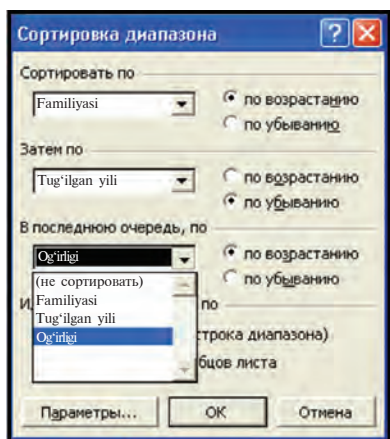 Сортировка диапазона
Сортировать по
Familiyasi
по возрастанию
по убыванию
Затем по
Tug‘ilgan yili
по возрастанию
по убыванию
В последнюю очередь, по
Og‘irligi
по возрастанию
по убыванию
(не сортировать)
Familiyasi
Tug‘ilgan yili
Og‘irligi
по
строка диапазона)
бцов листа
Параметры...
OK
Отмена